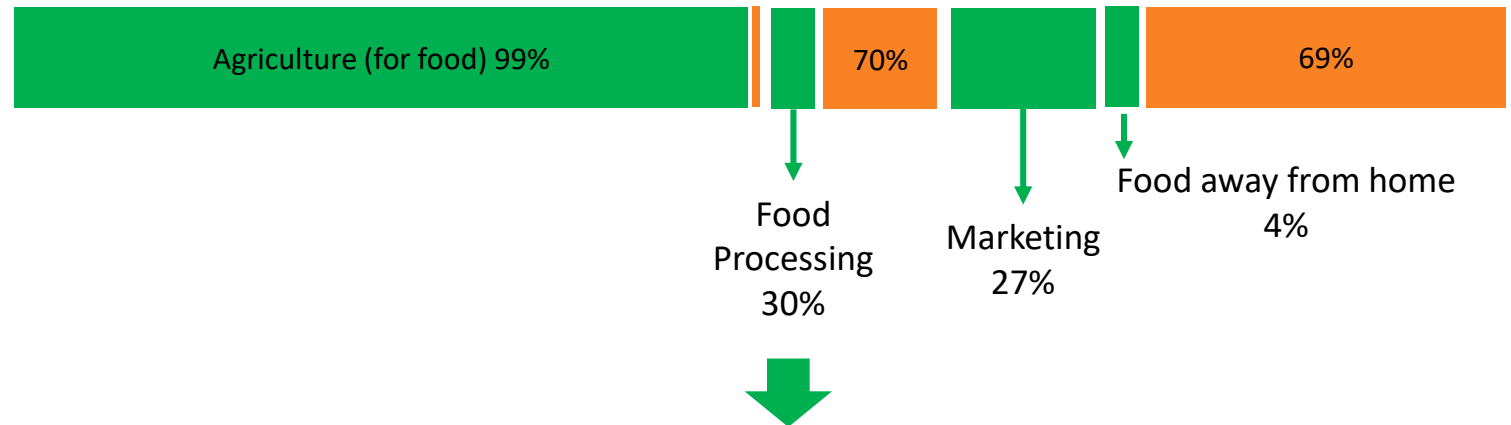 Agriculture (for food) 99%
70%
69%
Food
Processing
30%
Marketing
27%
Food away from home
4%